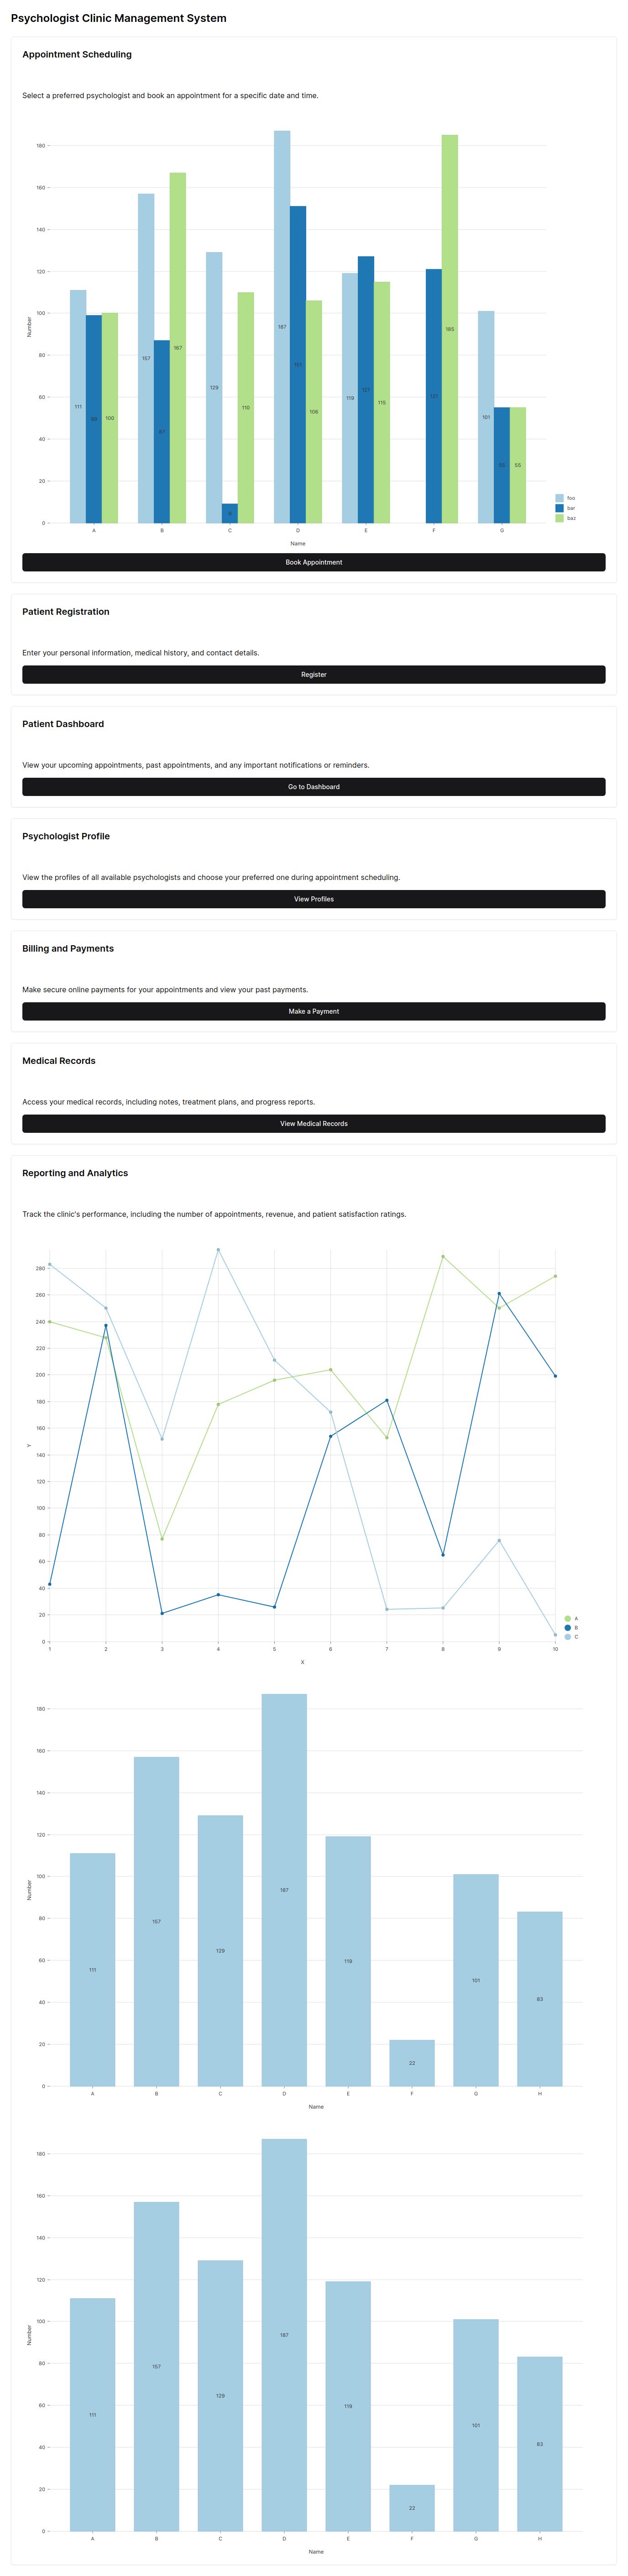 Psychologist Clinic Management System
Appointment Scheduling
Select a preferred psychologist and book an appointment for a specific date and time.
180
160
140
120
100
80
60
40
20
0
Number
111
99
100
157
87
167
129
9
110
187
151
106
119
127
115
121
185
101
55
55
A B C D E F G
Name
foo
bar
baz
Book Appointment
Patient Registration
Enter your personal information, medical history, and contact details.
Register
Patient Dashboard
View your upcoming appointments, past appointments, and any important notifications or reminders.
Go to Dashboard
Psychologist Profile
View the profiles of all available psychologists and choose your preferred one during appointment scheduling.
View Profiles
Billing and Payments
Make secure online payments for your appointments and view your past payments.
Make a Payment
Medical Records
Access your medical records, including notes, treatment plans, and progress reports.
View Medical Records
Reporting and Analytics
Track the clinic's performance, including the number of appointments, revenue, and patient satisfaction ratings.
280
260
240
220
200
180
160
140
120
100
80
60
40
20
0
Y
1 2 3 4 5 6 7 8 9 10
X
A
B
C
180
160
140
120
100
80
60
40
20
0
Number
111
157
129
187
119
22
101
83
A B C D E F G H
Name
180
160
140
120
100
80
60
40
20
0
Number
111
157
129
187
119
22
101
83
A B C D E F G H
Name